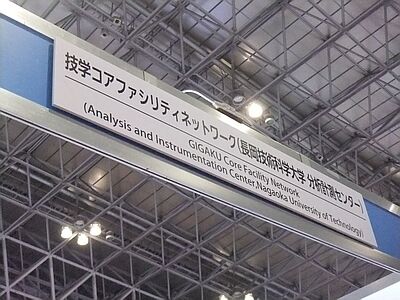 技学コアファシリティネットワーク(長岡技術科学大学 分析計測センター)
GIGAKU Core Facility Network
(Analysis and Instrumentation Center,Nagaoka University of Technology)